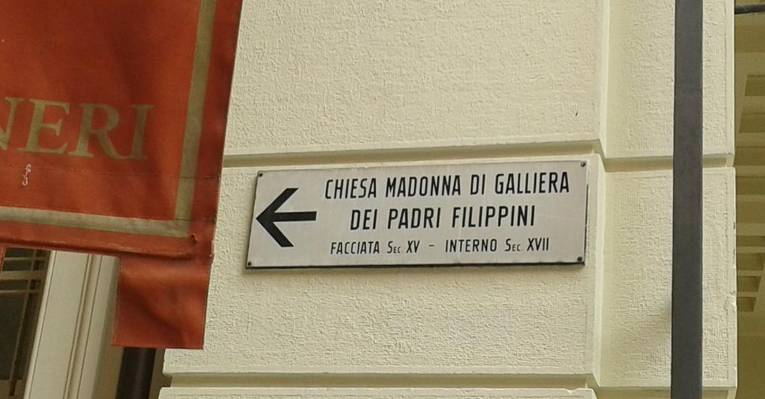 NERI
CHIESA MADONNA DI GALLIERA
DEI PADRI FILIPPINI
FACCIATA SEC. XV - INTERNO SEC. XVII